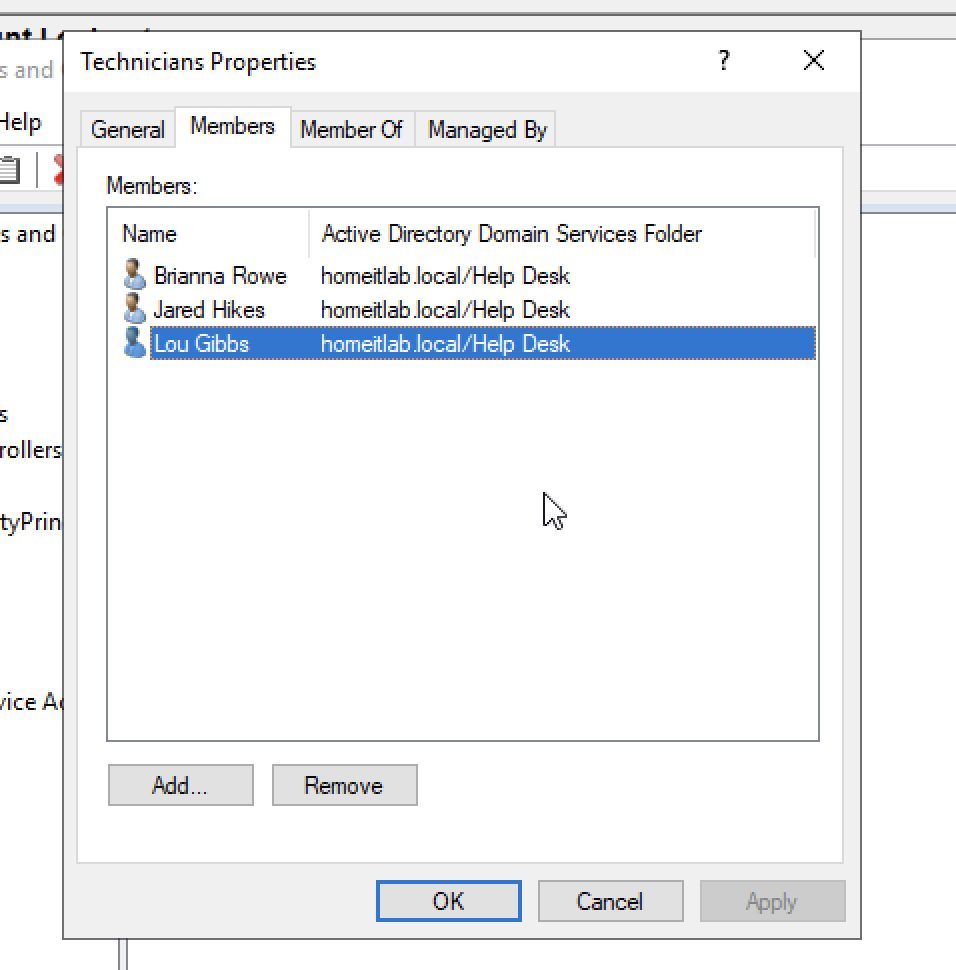 Technicians Properties
? 
s and
Help
General Members Member Of Managed By
Members:
s and
Name Active Directory Domain Services Folder
Brianna Rowe homeitlab.local/Help Desk
Jared Hikes homeitlab.local/Help Desk
Lou Gibbs homeitlab.local/Help Desk
s
rollers
tyPrin
vice Ac
Add... Remove
OK Cancel Apply